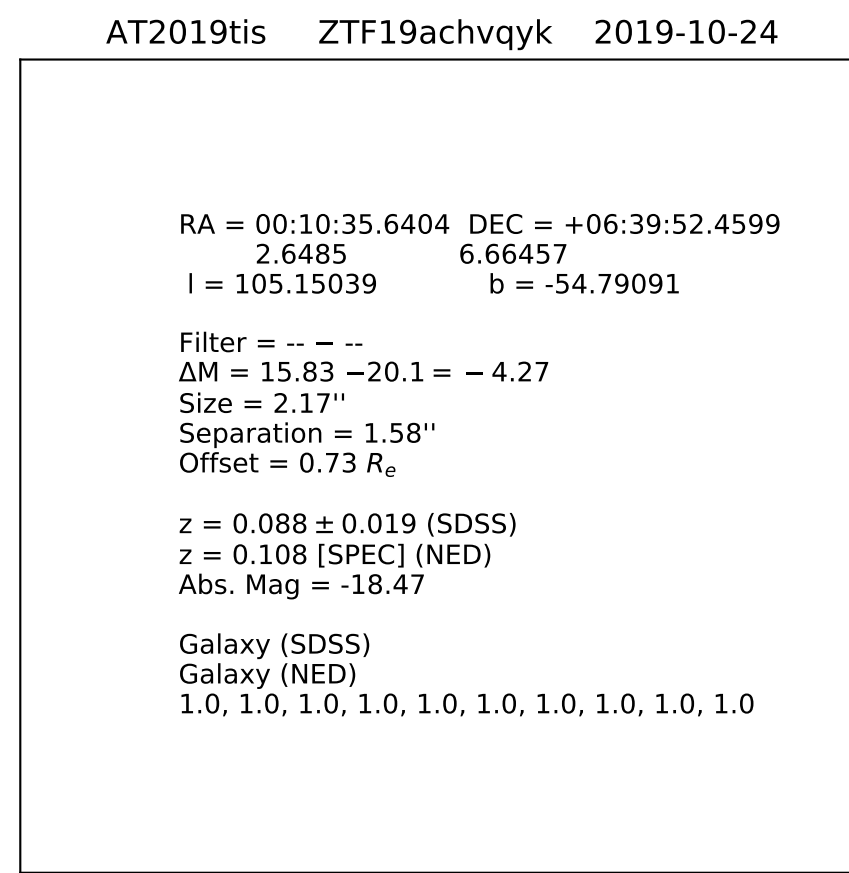 AT2019tis ZTF19achvqyk 2019-10-24
RA = 00:10:35.6404 DEC = +06:39:52.4599
2.6485 6.66457
l = 105.15039 b = -54.79091
Filter = -- − --
ΔM = 15.83 −20.1 = − 4.27
Size = 2.17''
Separation = 1.58''
Offset = 0.73 Re
z = 0.088 ± 0.019 (SDSS)
z = 0.108 [SPEC] (NED)
Abs. Mag = -18.47
Galaxy (SDSS)
Galaxy (NED)
1.0, 1.0, 1.0, 1.0, 1.0, 1.0, 1.0, 1.0, 1.0, 1.0